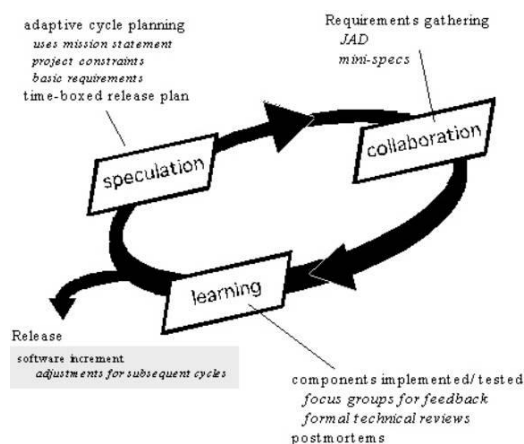 adaptive cycle planning
uses mission statement
project constraints
basic requirements
time-boxed release plan
Requirements gathering
JAD
mini-specs
speculation
collaboration
learning
Release
software increment
adjustments for subsequent cycles
components implemented/tested
focus groups for feedback
formal technical reviews
postmortems